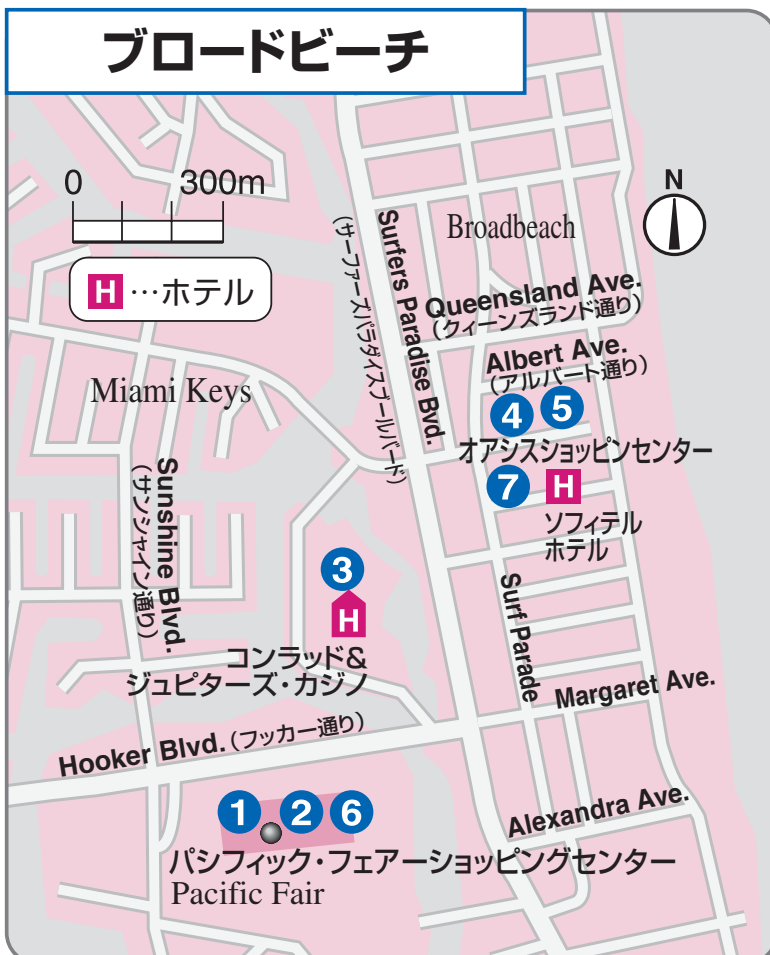 ブロードビーチ
0 300m
N
H…ホテル
Broadbeach
Surfers Paradise Bvd.
(サーファーズパラダイスブールバード)
Queensland Ave.
(クィーンズランド通り)
Albert Ave.
(アルバート通り)
Miami Keys
4 5
オアシスショッピンセンター
7 H
ソフィテル
ホテル
Sunshine Blvd.
(サンシャイン通り)
3
H
コンラッド&
ジュピターズ・カジノ
Surf Parade
Margaret Ave.
Hooker Blvd.(フッカー通り)
1 2 6
Alexandra Ave.
パシフィック・フェアーショッピングセンター
Pacific Fair